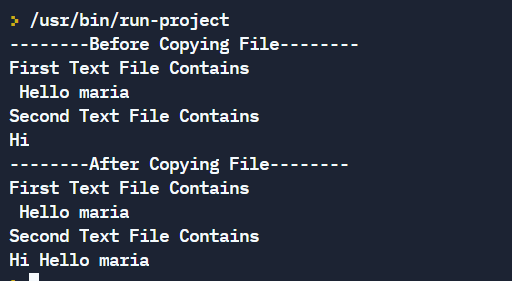 > /usr/bin/run-project
--------Before Copying File--------
First Text File Contains
 Hello maria
Second Text File Contains
Hi
--------After Copying File--------
First Text File Contains
 Hello maria
Second Text File Contains
Hi Hello maria
>